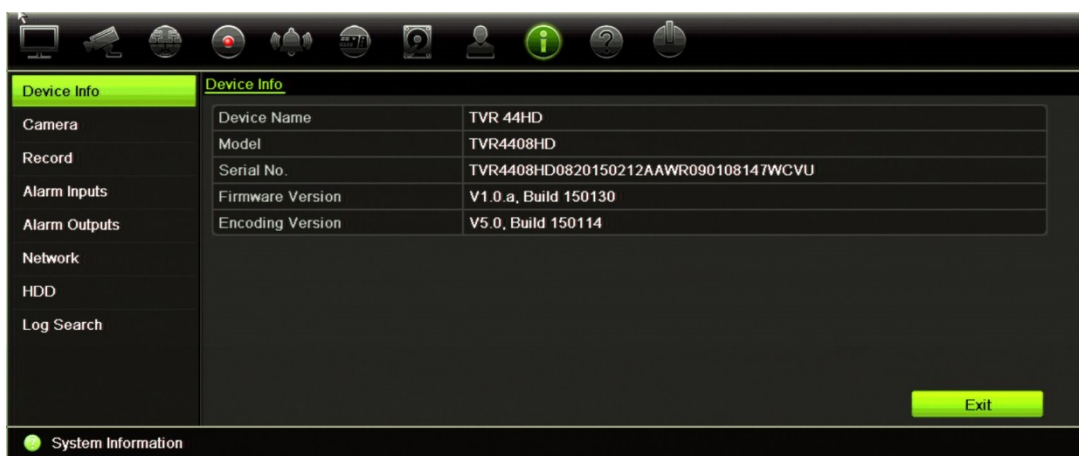 Device Info
Camera
Record
Alarm Inputs
Alarm Outputs
Network
HDD
Log Search
Device Info
Device Name TVR 44HD
Model TVR4408HD
Serial No. TVR4408HD0820150212AAWR090108147WCVU
Firmware Version V1.0.a, Build 150130
Encoding Version V5.0, Build 150114
Exit
System Information